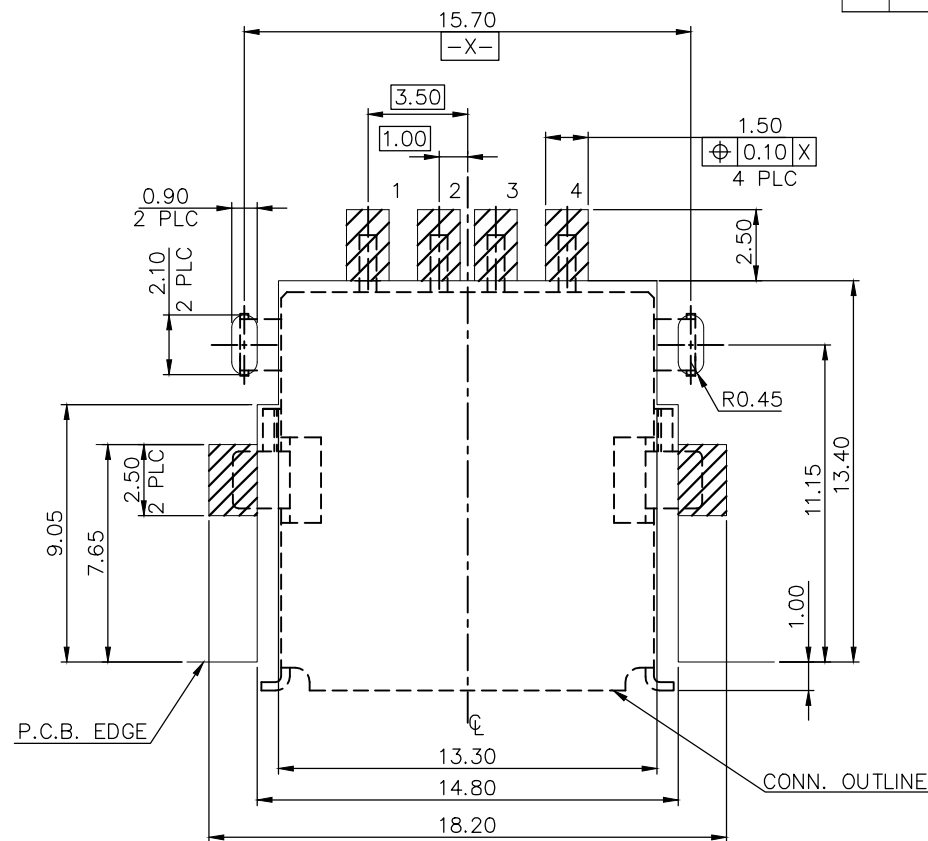 15.70
-X-
3.50
1.00
1.50
⌖ 0.10 X
4 PLC
1 2 3 4
0.90
2 PLC
2.10
2 PLC
2.50
R0.45
2.50
2 PLC
9.05
7.65
11.15
13.40
1.00
P.C.B. EDGE
℄
13.30
CONN. OUTLINE
14.80
18.20